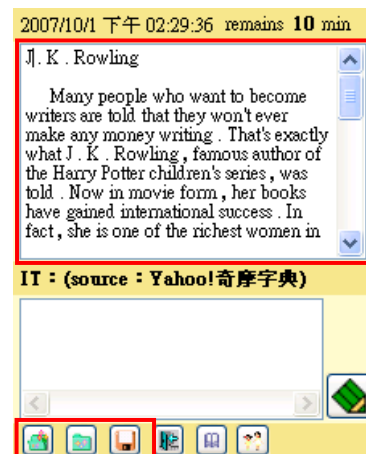 2007/10/1 下午 02:29:36 remains 10 min
J. K . Rowling
Many people who want to become
writers are told that they won't ever
make any money writing . That's exactly
what J . K . Rowling , famous author of
the Harry Potter children's series , was
told . Now in movie form , her books
have gained international success . In
fact , she is one of the richest women in
IT：(source：Yahoo!奇摩字典)